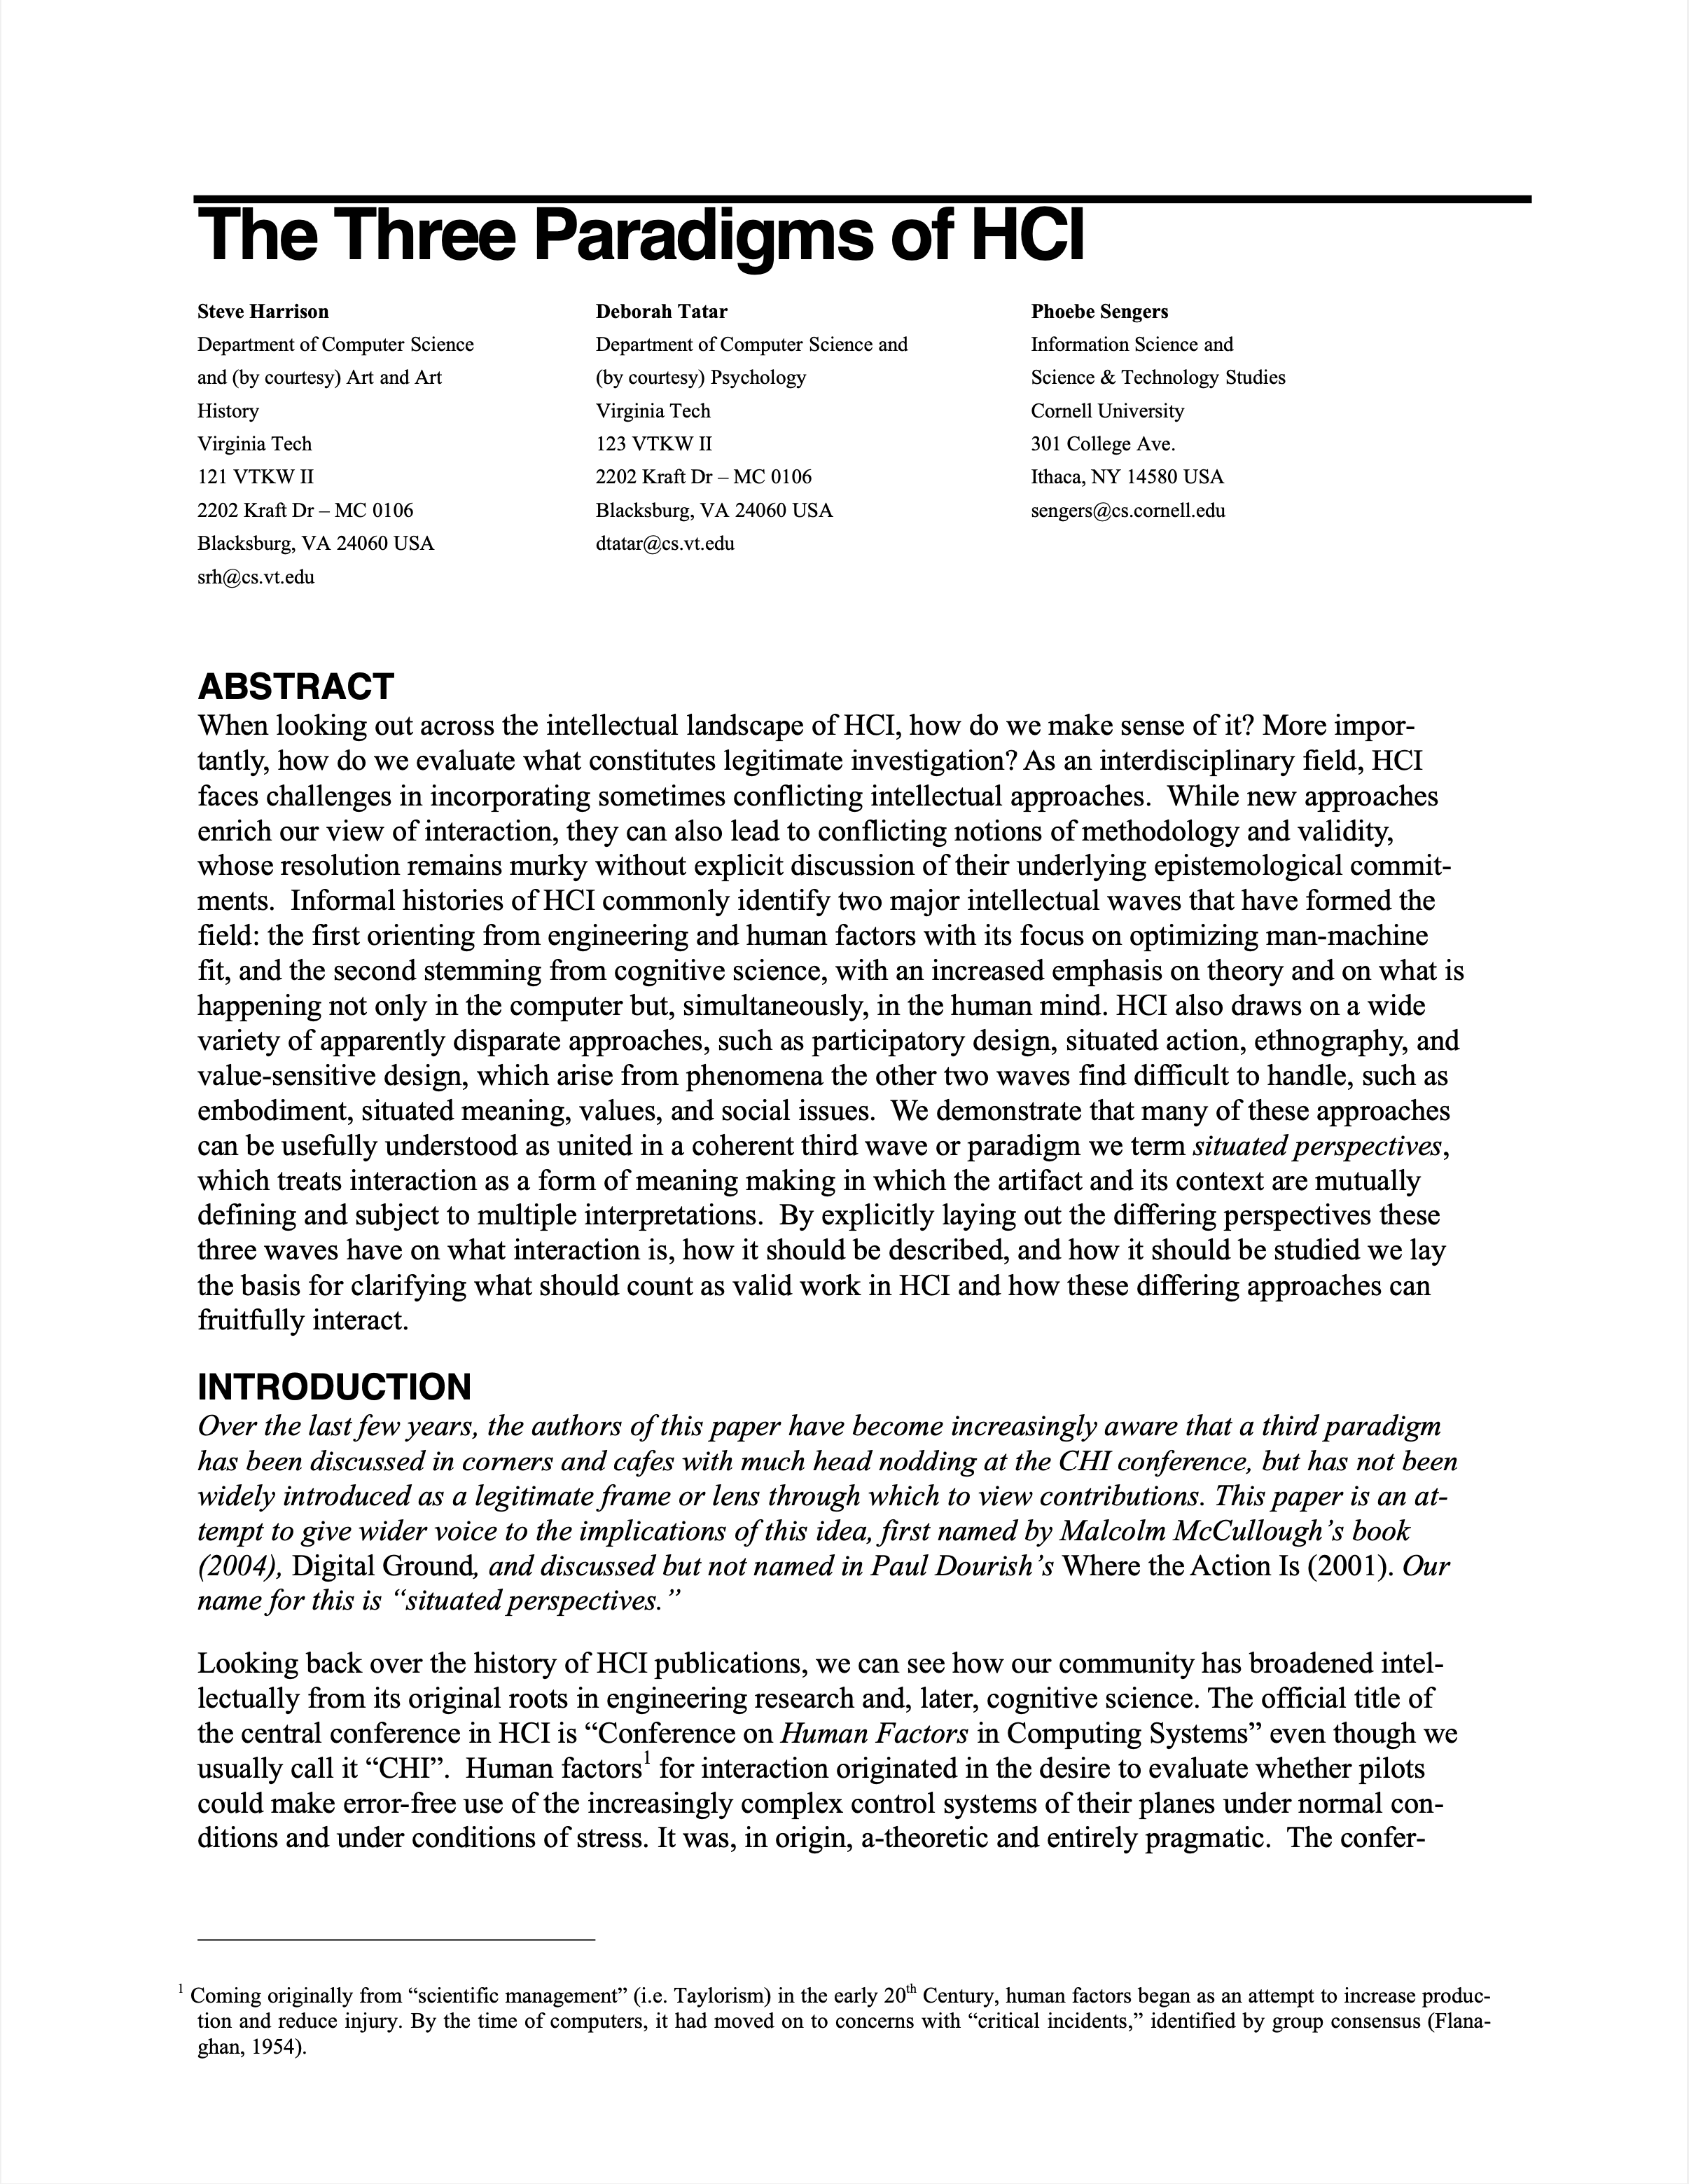 The Three Paradigms of HCI
Steve Harrison
Department of Computer Science
and (by courtesy) Art and Art
History
Virginia Tech
121 VTKW II
2202 Kraft Dr – MC 0106
Blacksburg, VA 24060 USA
srh@cs.vt.edu
Deborah Tatar
Department of Computer Science and
(by courtesy) Psychology
Virginia Tech
123 VTKW II
2202 Kraft Dr – MC 0106
Blacksburg, VA 24060 USA
dtatar@cs.vt.edu
Phoebe Sengers
Information Science and
Science & Technology Studies
Cornell University
301 College Ave.
Ithaca, NY 14580 USA
sengers@cs.cornell.edu
ABSTRACT
When looking out across the intellectual landscape of HCI, how do we make sense of it? More impor-
tantly, how do we evaluate what constitutes legitimate investigation? As an interdisciplinary field, HCI
faces challenges in incorporating sometimes conflicting intellectual approaches.  While new approaches
enrich our view of interaction, they can also lead to conflicting notions of methodology and validity,
whose resolution remains murky without explicit discussion of their underlying epistemological commit-
ments.  Informal histories of HCI commonly identify two major intellectual waves that have formed the
field: the first orienting from engineering and human factors with its focus on optimizing man-machine
fit, and the second stemming from cognitive science, with an increased emphasis on theory and on what is
happening not only in the computer but, simultaneously, in the human mind. HCI also draws on a wide
variety of apparently disparate approaches, such as participatory design, situated action, ethnography, and
value-sensitive design, which arise from phenomena the other two waves find difficult to handle, such as
embodiment, situated meaning, values, and social issues.  We demonstrate that many of these approaches
can be usefully understood as united in a coherent third wave or paradigm we term situated perspectives,
which treats interaction as a form of meaning making in which the artifact and its context are mutually
defining and subject to multiple interpretations.  By explicitly laying out the differing perspectives these
three waves have on what interaction is, how it should be described, and how it should be studied we lay
the basis for clarifying what should count as valid work in HCI and how these differing approaches can
fruitfully interact.
INTRODUCTION
Over the last few years, the authors of this paper have become increasingly aware that a third paradigm
has been discussed in corners and cafes with much head nodding at the CHI conference, but has not been
widely introduced as a legitimate frame or lens through which to view contributions. This paper is an at-
tempt to give wider voice to the implications of this idea, first named by Malcolm McCullough's book
(2004), Digital Ground, and discussed but not named in Paul Dourish's Where the Action Is (2001). Our
name for this is “situated perspectives.”
Looking back over the history of HCI publications, we can see how our community has broadened intel-
lectually from its original roots in engineering research and, later, cognitive science. The official title of
the central conference in HCI is “Conference on Human Factors in Computing Systems” even though we
usually call it “CHI”.  Human factors1 for interaction originated in the desire to evaluate whether pilots
could make error-free use of the increasingly complex control systems of their planes under normal con-
ditions and under conditions of stress. It was, in origin, a-theoretic and entirely pragmatic.  The confer-
1 Coming originally from “scientific management” (i.e. Taylorism) in the early 20th Century, human factors began as an attempt to increase produc-
tion and reduce injury. By the time of computers, it had moved on to concerns with “critical incidents,” identified by group consensus (Flana-
ghan, 1954).